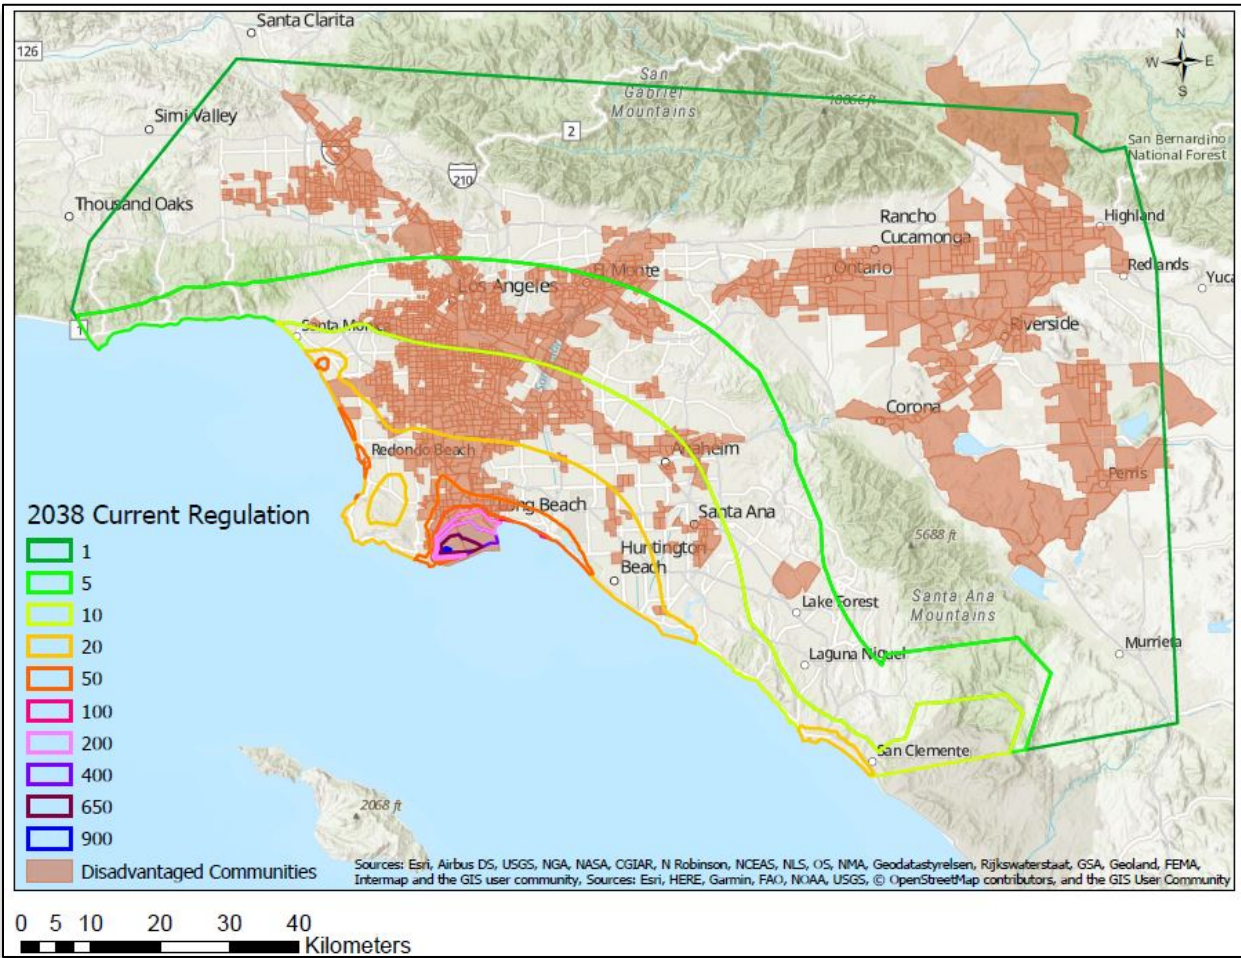 Santa Clarita
126
N
W E
S
San
Gabriel
Mountains
10066 ft
Simi Valley
2
San Bernardino
National Forest
210
Thousand Oaks
Rancho
Cucamonga
Highland
El Monte
Ontario
Redlands
Yuca
Los Angeles
1
Santa Monica
Riverside
Corona
Redondo Beach
Anaheim
Perris
Long Beach
Santa Ana
2038 Current Regulation
1
5
10
20
50
100
200
400
650
900
Disadvantaged Communities
5688 ft
Huntington
Beach
Santa Ana
Mountains
Lake Forest
Laguna Niguel
Murrieta
San Clemente
2068 ft
Sources: Esri, Airbus DS, USGS, NGA, NASA, CGIAR, N Robinson, NCEAS, NLS, OS, NMA, Geodatastyrelsen, Rijkswaterstaat, GSA, Geoland, FEMA,
Intermap and the GIS user community, Sources: Esri, HERE, Garmin, FAO, NOAA, USGS, © OpenStreetMap contributors, and the GIS User Community
0 5 10 20 30 40
Kilometers